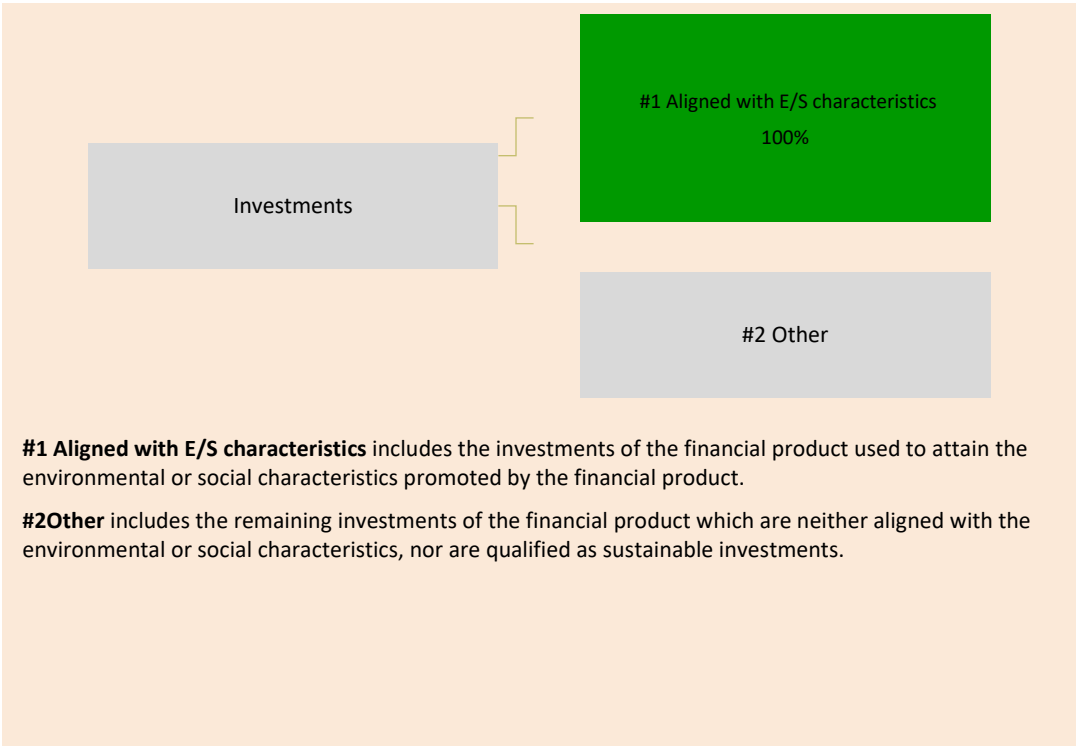 #1 Aligned with E/S characteristics
100%
Investments
#2 Other
#1 Aligned with E/S characteristics includes the investments of the financial product used to attain the
environmental or social characteristics promoted by the financial product.
#2Other includes the remaining investments of the financial product which are neither aligned with the
environmental or social characteristics, nor are qualified as sustainable investments.